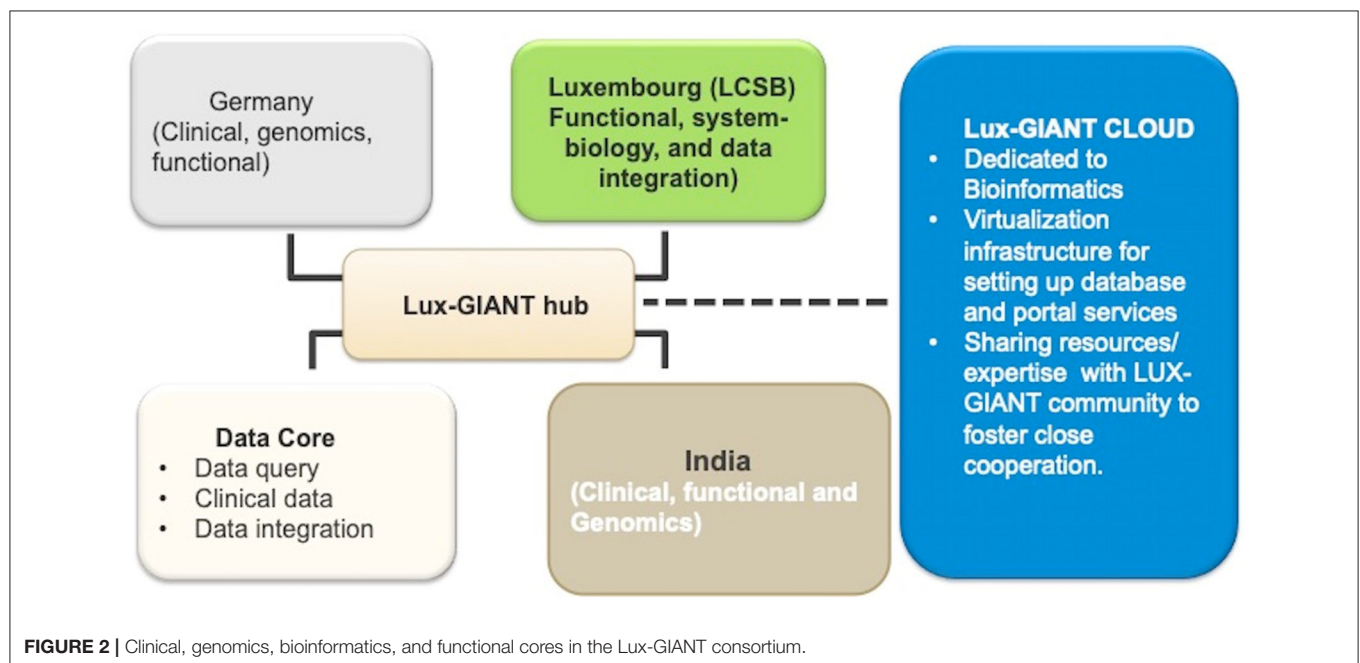 Germany
(Clinical, genomics,
functional)
Luxembourg (LCSB)
Functional, system-
biology, and data
integration)
Lux-GIANT hub
Data Core
• Data query
• Clinical data
• Data integration
India
(Clinical, functional and
Genomics)
Lux-GIANT CLOUD
• Dedicated to
Bioinformatics
• Virtualization
infrastructure for
setting up database
and portal services
• Sharing resources/
expertise with LUX-
GIANT community to
foster close
cooperation.
FIGURE 2 | Clinical, genomics, bioinformatics, and functional cores in the Lux-GIANT consortium.